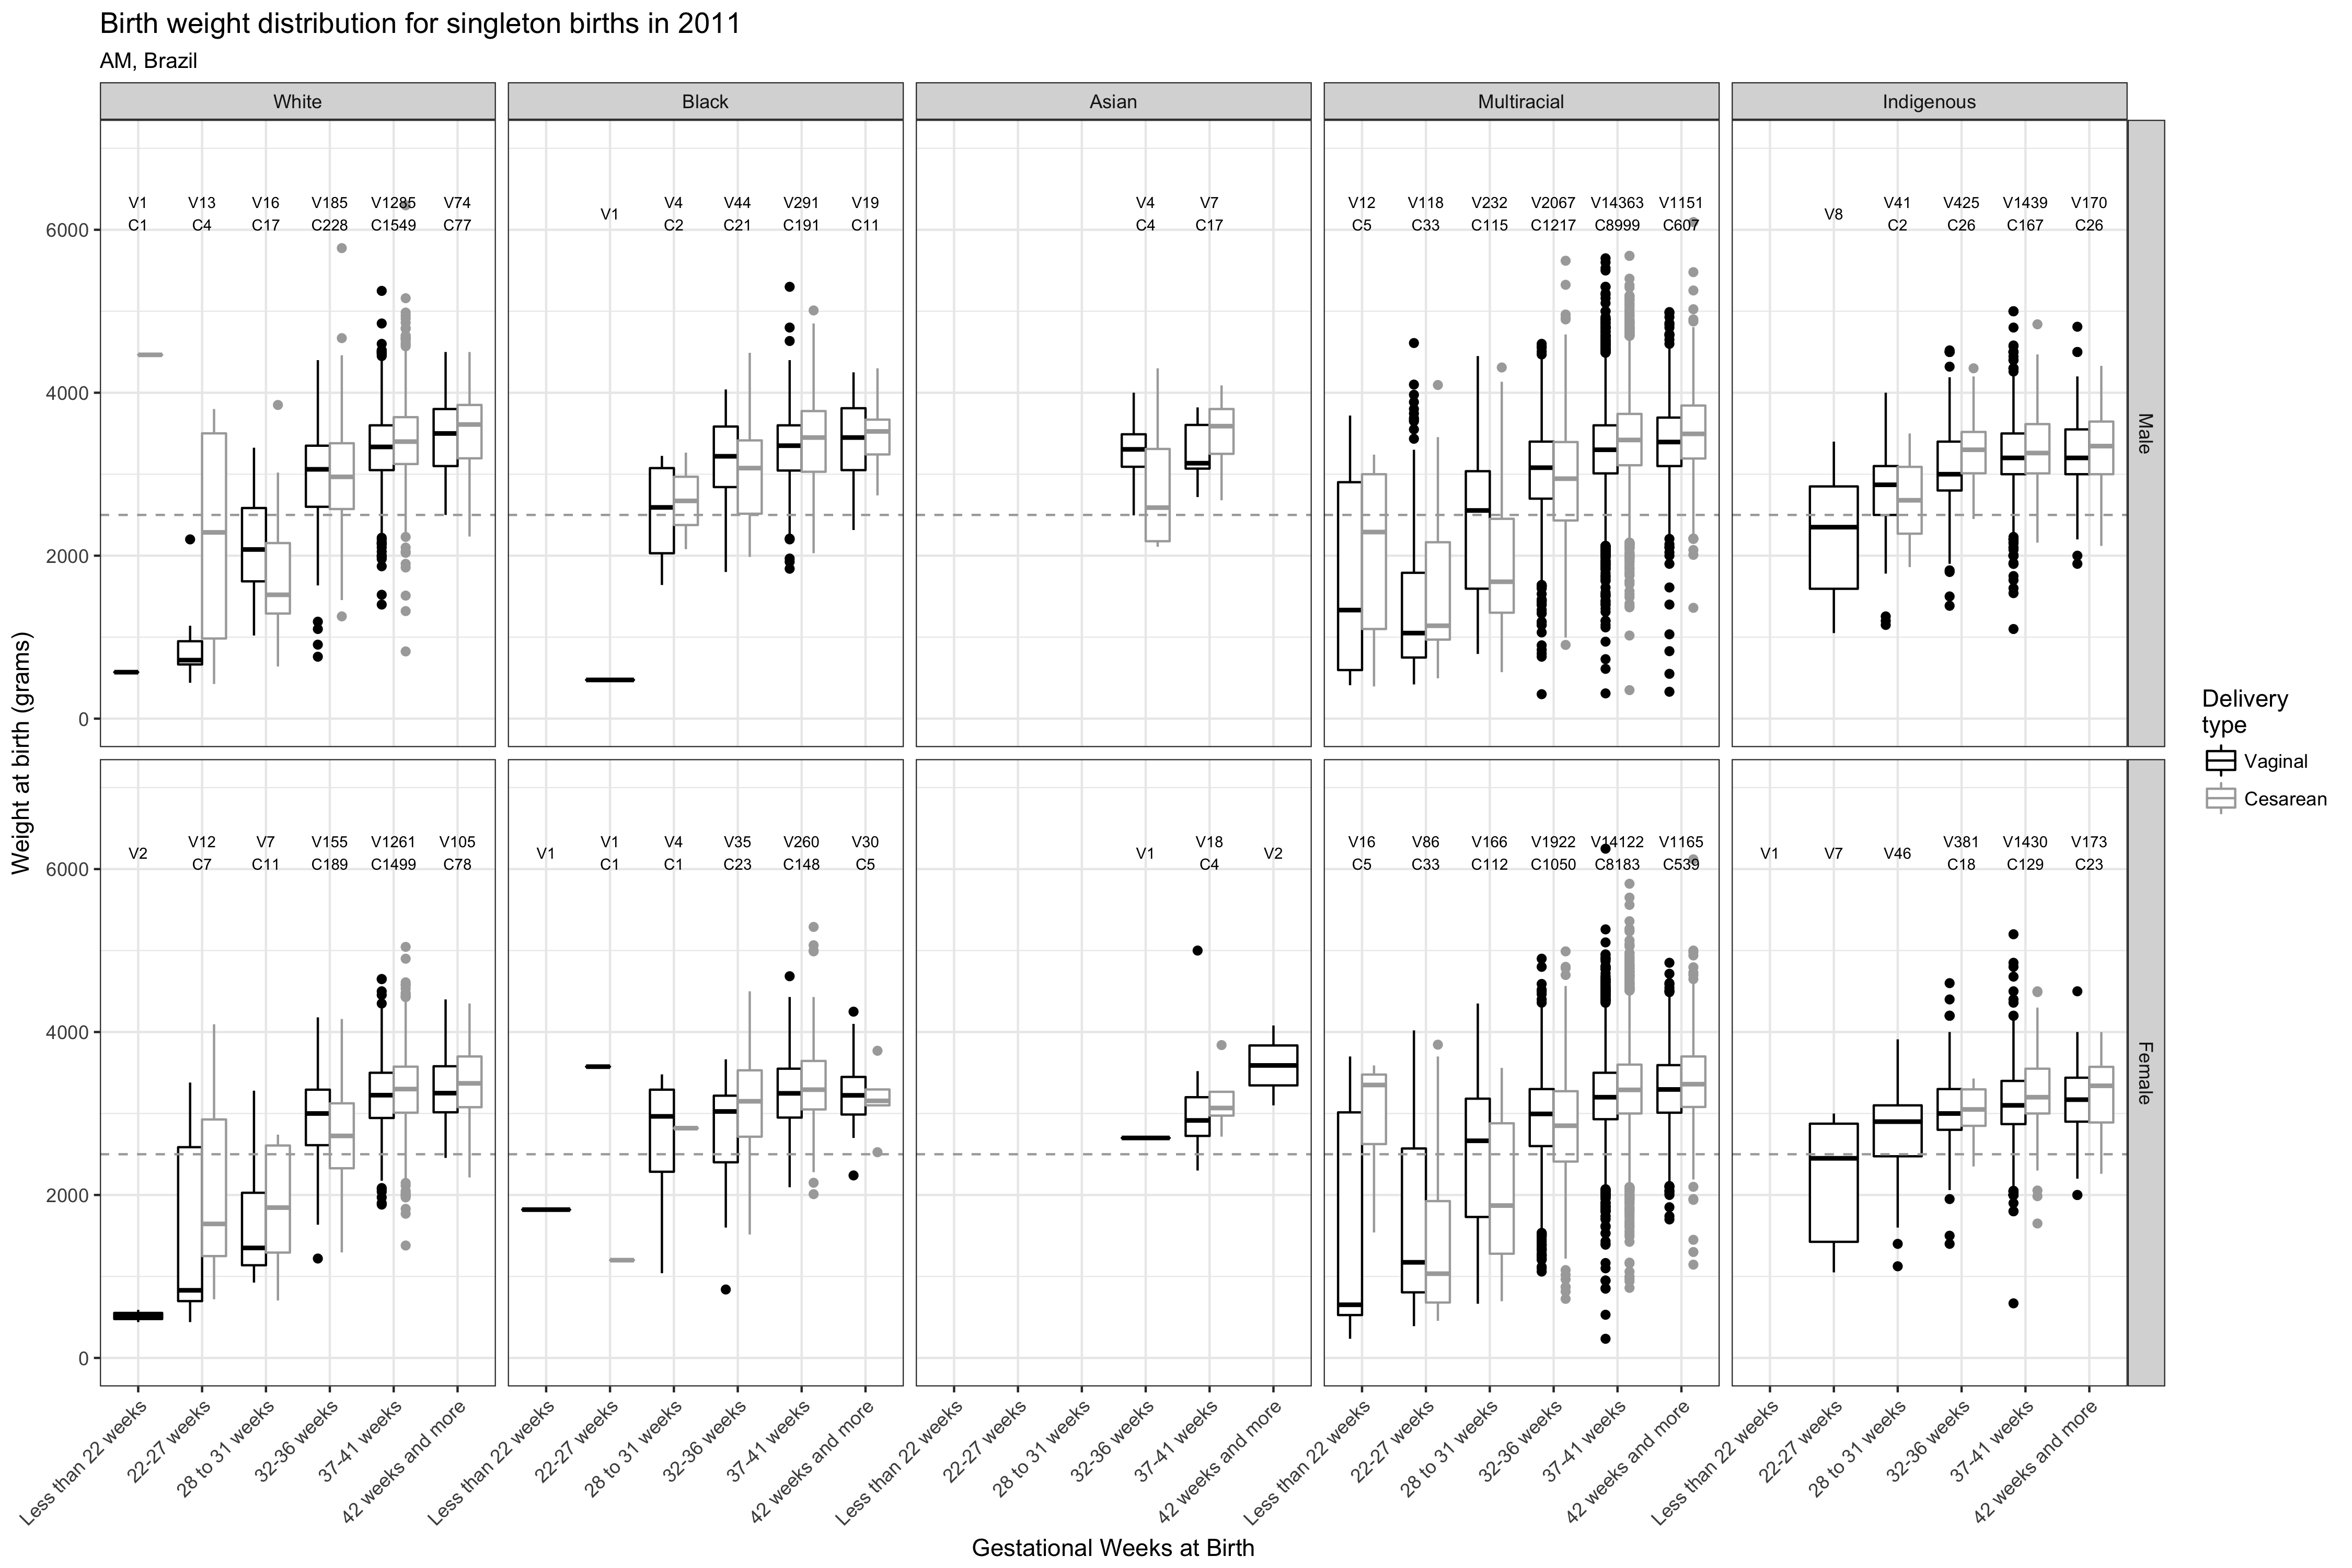 Birth weight distribution for singleton births in 2011
AM, Brazil
White Black Asian Multiracial Indigenous
V1 V13 V16 V185 V1285 V74
C1 C4 C17 C228 C1549 C77
V1 V4 V44 V291 V19
C2 C21 C191 C11
V4 V7
C4 C17
V12 V118 V232 V2067 V14363 V1151
C5 C33 C115 C1217 C8999 C607
V8 V41 V425 V1439 V170
C2 C26 C167 C26
6000
4000
2000
0
Male
V2 V12 V7 V155 V1261 V105
C7 C11 C189 C1499 C78
V1 V1 V4 V35 V260 V30
C1 C1 C23 C148 C5
V1 V18 V2
C4
V16 V86 V166 V1922 V14122 V1165
C5 C33 C112 C1050 C8183 C539
V1 V7 V46 V381 V1430 V173
C18 C129 C23
6000
4000
2000
0
Female
Weight at birth (grams)
Less than 22 weeks
22-27 weeks
28 to 31 weeks
32-36 weeks
37-41 weeks
42 weeks and more
Less than 22 weeks
22-27 weeks
28 to 31 weeks
32-36 weeks
37-41 weeks
42 weeks and more
Less than 22 weeks
22-27 weeks
28 to 31 weeks
32-36 weeks
37-41 weeks
42 weeks and more
Less than 22 weeks
22-27 weeks
28 to 31 weeks
32-36 weeks
37-41 weeks
42 weeks and more
Less than 22 weeks
22-27 weeks
28 to 31 weeks
32-36 weeks
37-41 weeks
42 weeks and more
Gestational Weeks at Birth
Delivery
type
Vaginal
Cesarean